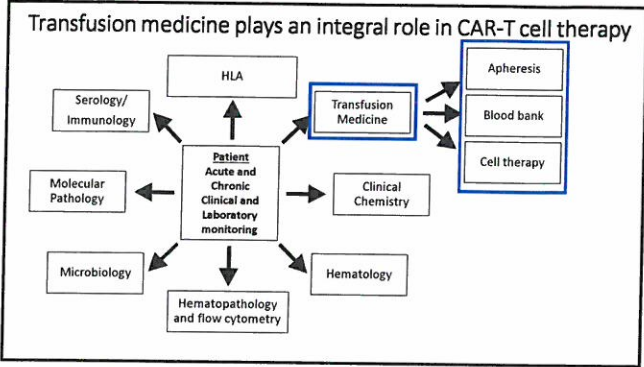 Transfusion medicine plays an integral role in CAR-T cell therapy
HLA
Apheresis
Serology/
Immunology
Transfusion
Medicine
Blood bank
Cell therapy
Patient
Acute and
Chronic
Clinical and
Laboratory
monitoring
Molecular
Pathology
Clinical
Chemistry
Microbiology
Hematology
Hematopathology
and flow cytometry